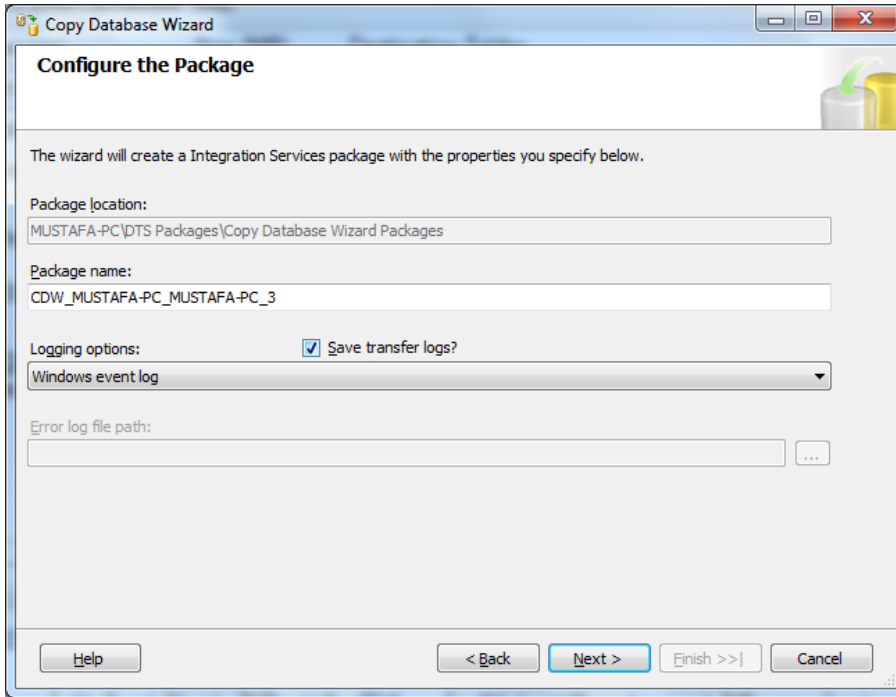 Copy Database Wizard
Configure the Package
The wizard will create a Integration Services package with the properties you specify below.
Package location:
MUSTAFA-PC\DTS Packages\Copy Database Wizard Packages
Package name:
CDW_MUSTAFA-PC_MUSTAFA-PC_3
Logging options: Save transfer logs?
Windows event log
Error log file path:
...
Help < Back Next > Finish >>| Cancel